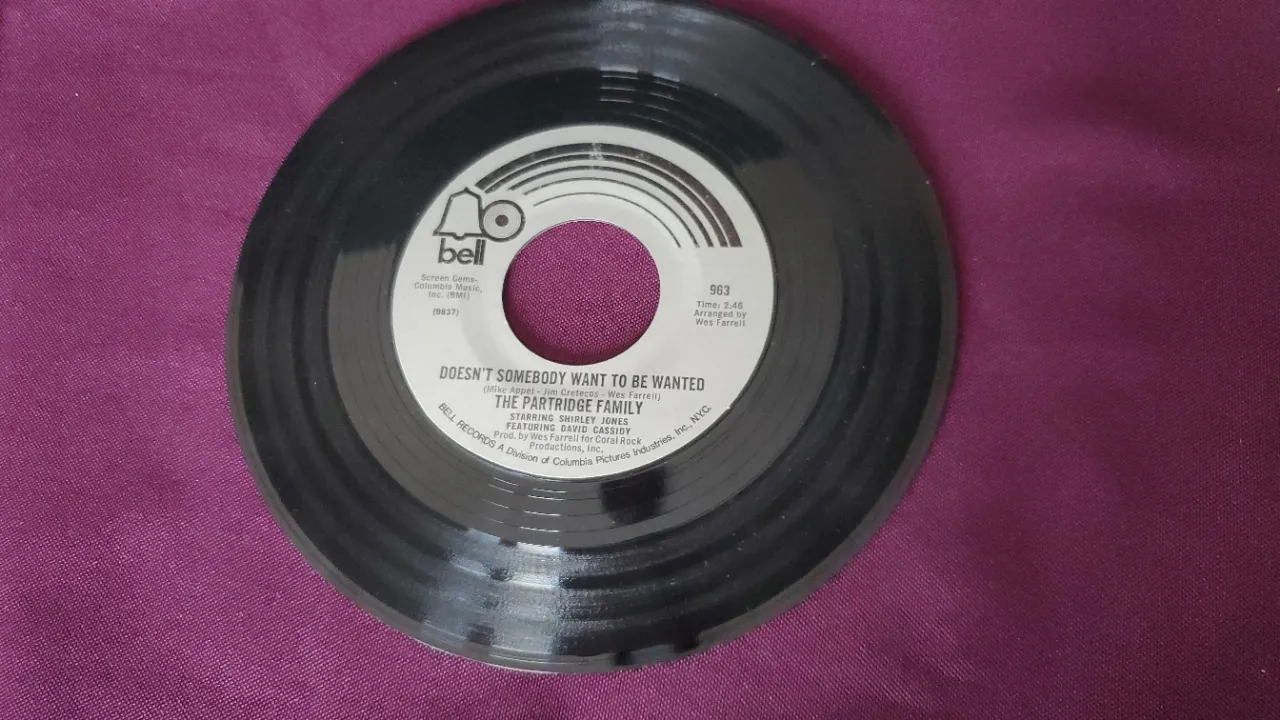 bell
Screen Gems-
Columbia Music,
Inc. (BMI)
(9837)
963
Time: 2:46
Arranged by
Wes Farrell
DOESN'T SOMEBODY WANT TO BE WANTED
(Mike Appel - Jim Cretecos - Wes Farrell)
THE PARTRIDGE FAMILY
STARRING SHIRLEY JONES
FEATURING DAVID CASSIDY
Prod. by Wes Farrell for Coral Rock
Productions, Inc.
BELL RECORDS A Division of Columbia Pictures Industries, Inc., N.Y.C.